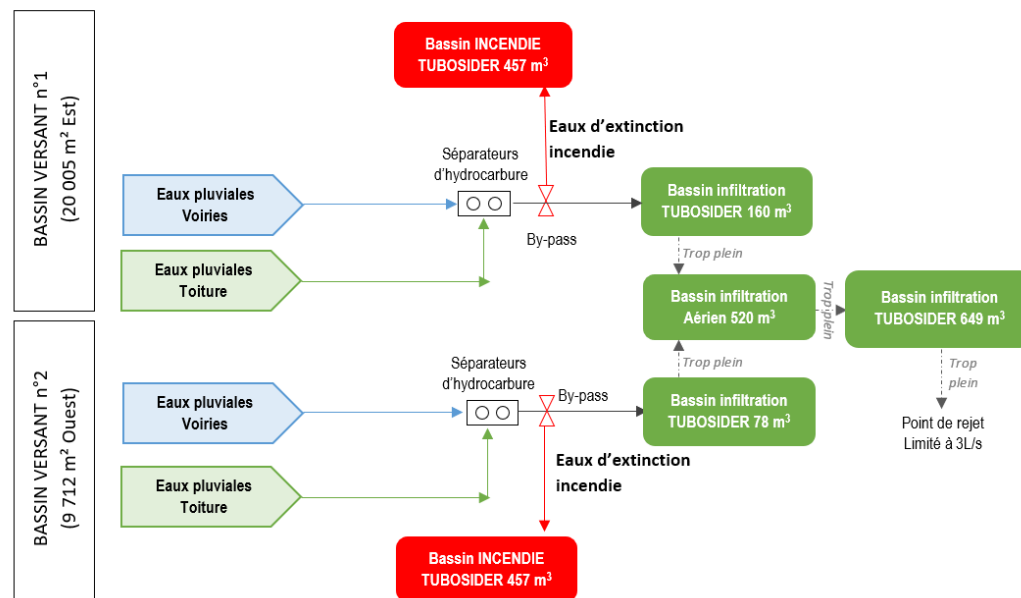 BASSIN VERSANT n°1
(20 005 m² Est)
Bassin INCENDIE
TUBOSIDER 457 m³
Eaux d'extinction
incendie
Séparateurs
d'hydrocarbure
Eaux pluviales
Voiries
By-pass
Bassin infiltration
TUBOSIDER 160 m³
Eaux pluviales
Toiture
Trop plein
Bassin infiltration
Aérien 520 m³
Trop plein
Bassin infiltration
TUBOSIDER 649 m³
BASSIN VERSANT n°2
(9 712 m² Ouest)
Séparateurs
d'hydrocarbure
Trop plein
Trop
plein
Eaux pluviales
Voiries
By-pass
Bassin infiltration
TUBOSIDER 78 m³
Point de rejet
Limité à 3L/s
Eaux d'extinction
incendie
Eaux pluviales
Toiture
Bassin INCENDIE
TUBOSIDER 457 m³